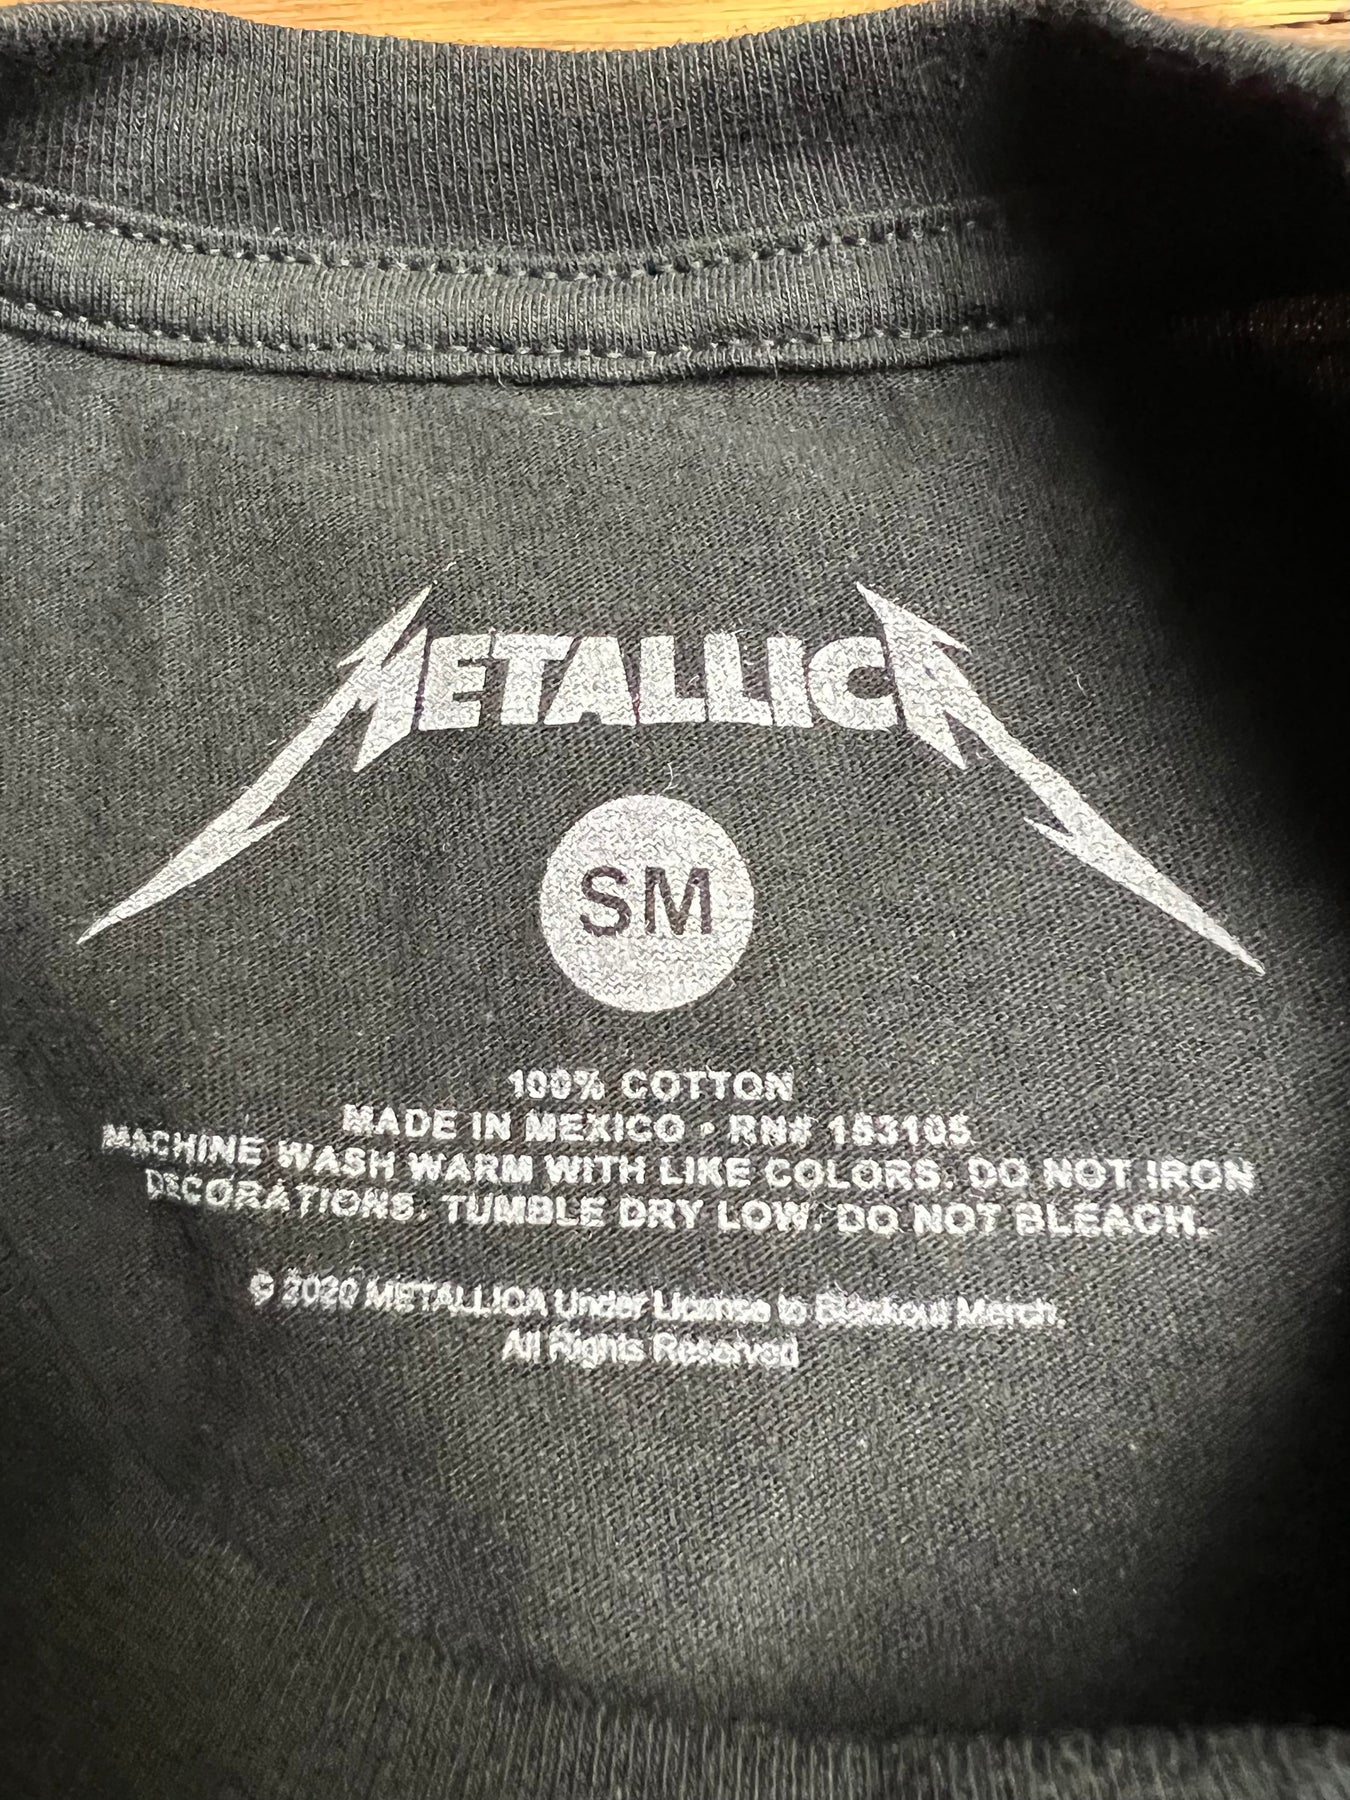 METALLICA
SM
100% COTTON
MADE IN MEXICO • RN# 153105
MACHINE WASH WARM WITH LIKE COLORS. DO NOT IRON
DECORATIONS. TUMBLE DRY LOW. DO NOT BLEACH.
© 2020 METALLICA Under License to Blackout Merch.
All Rights Reserved